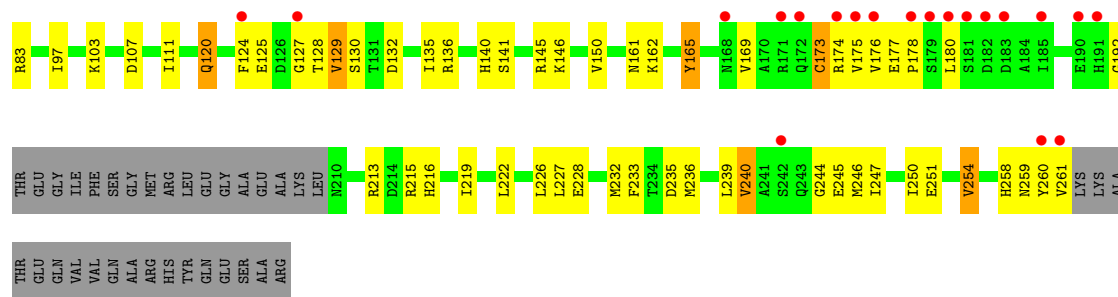 R83 I97 K103 D107 I111 Q120 F124 E125 D126 G127 T128 V129 S130 T131 D132 I135 R136 H140 S141 R145 K146 V150 N161 K162 Y165 N168 V169 A170 R171 Q172 C173 R174 V175 V176 E177 P178 S179 L180 S181 D182 D183 A184 I185 E190 H191
THR GLU GLY ILE PHE SER GLY MET ARG LEU GLU GLY ALA GLU ALA LYS LEU N210 R213 D214 R215 H216 I219 L222 L226 L227 E228 M232 F233 T234 D235 M236 L239 V240 A241 S242 Q243 G244 E245 M246 I247 I250 E251 V254 H258 N259 Y260 V261 LYS LYS ALA
THR GLU GLN VAL VAL GLN ALA ARG HIS TYR GLN GLU SER ALA ARG